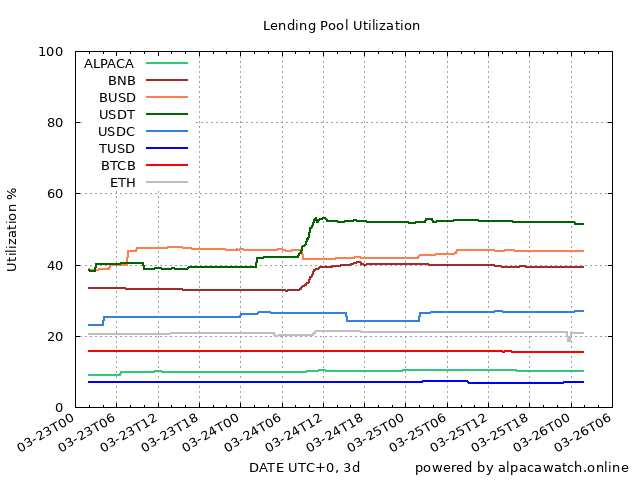 Lending Pool Utilization
100
80
60
40
20
0
Utilization %
ALPACA
BNB
BUSD
USDT
USDC
TUSD
BTCB
ETH
03-23T00
03-23T06
03-23T12
03-23T18
03-24T00
03-24T06
03-24T12
03-24T18
03-25T00
03-25T06
03-25T12
03-25T18
03-26T00
03-26T06
DATE UTC+0, 3d
powered by alpacawatch.online